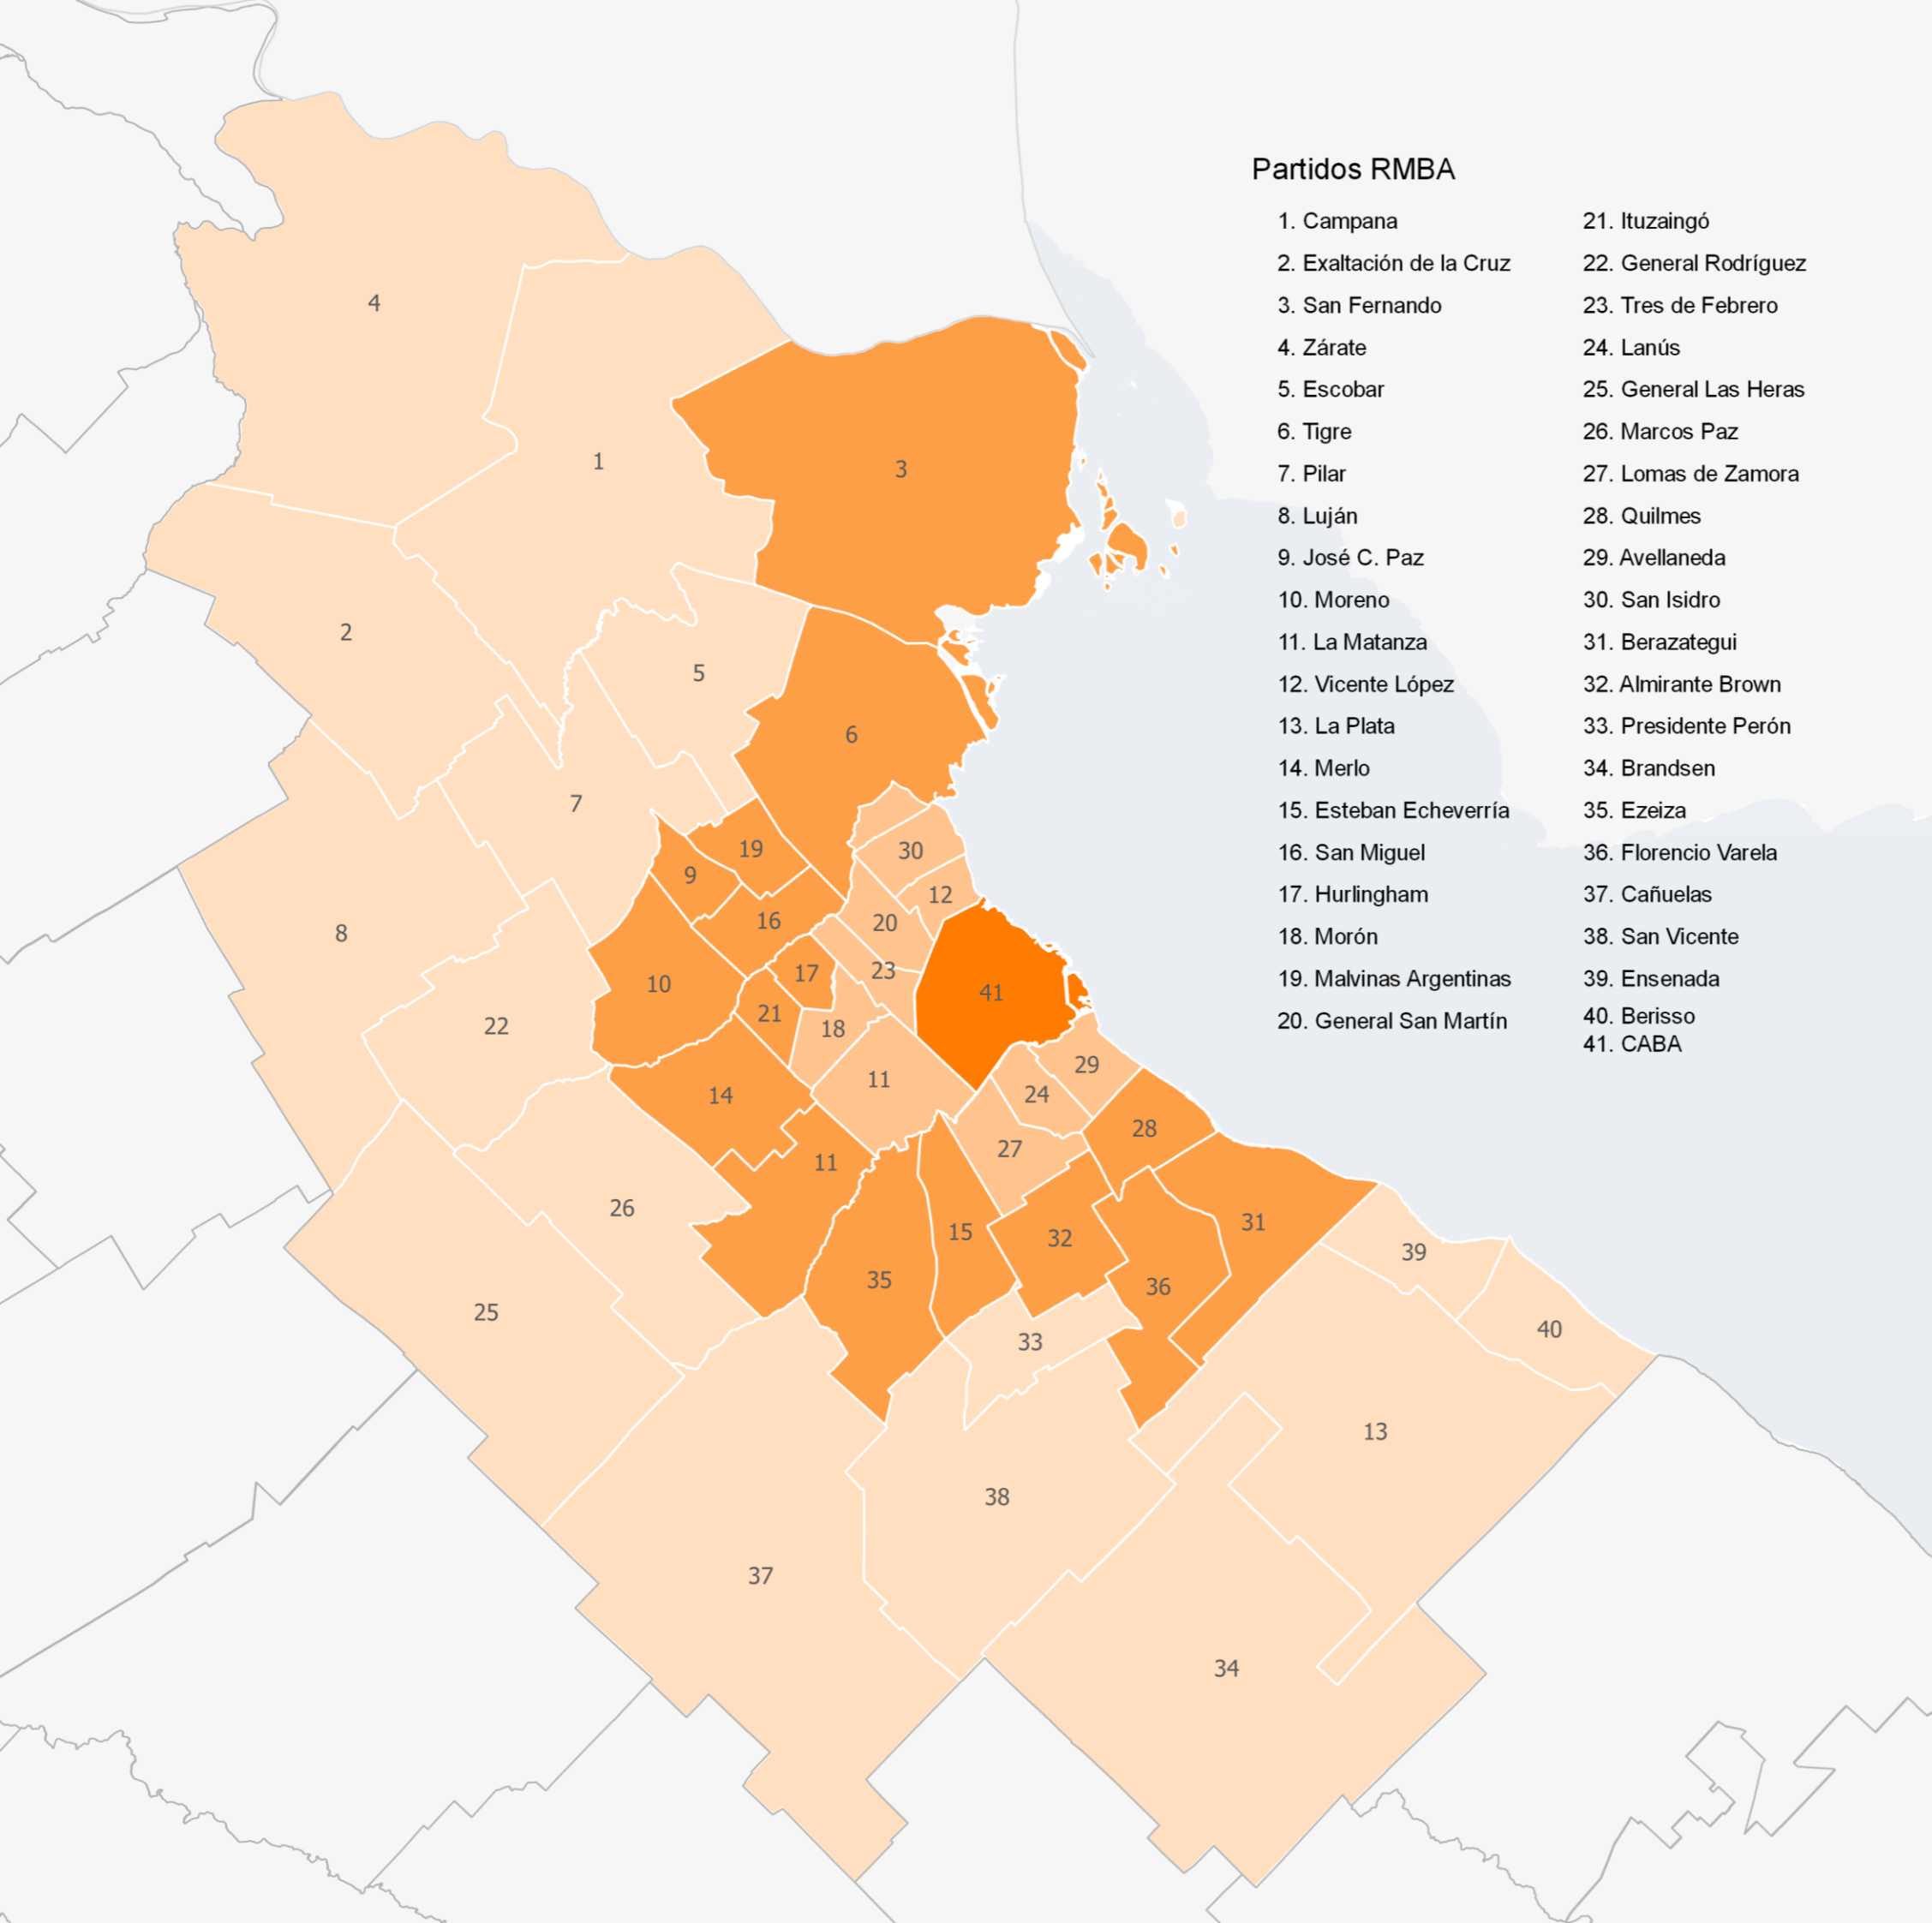 Partidos RMBA
1. Campana
2. Exaltación de la Cruz
3. San Fernando
4. Zárate
5. Escobar
6. Tigre
7. Pilar
8. Luján
9. José C. Paz
10. Moreno
11. La Matanza
12. Vicente López
13. La Plata
14. Merlo
15. Esteban Echeverría
16. San Miguel
17. Hurlingham
18. Morón
19. Malvinas Argentinas
20. General San Martín
21. Ituzaingó
22. General Rodríguez
23. Tres de Febrero
24. Lanús
25. General Las Heras
26. Marcos Paz
27. Lomas de Zamora
28. Quilmes
29. Avellaneda
30. San Isidro
31. Berazategui
32. Almirante Brown
33. Presidente Perón
34. Brandsen
35. Ezeiza
36. Florencio Varela
37. Cañuelas
38. San Vicente
39. Ensenada
40. Berisso
41. CABA
4
1
3
2
5
6
7
19
30
9
12
16
20
8
23
17
10
41
21
22
18
29
11
24
14
28
27
11
26
31
15
32
39
35
36
25
40
33
13
38
37
34